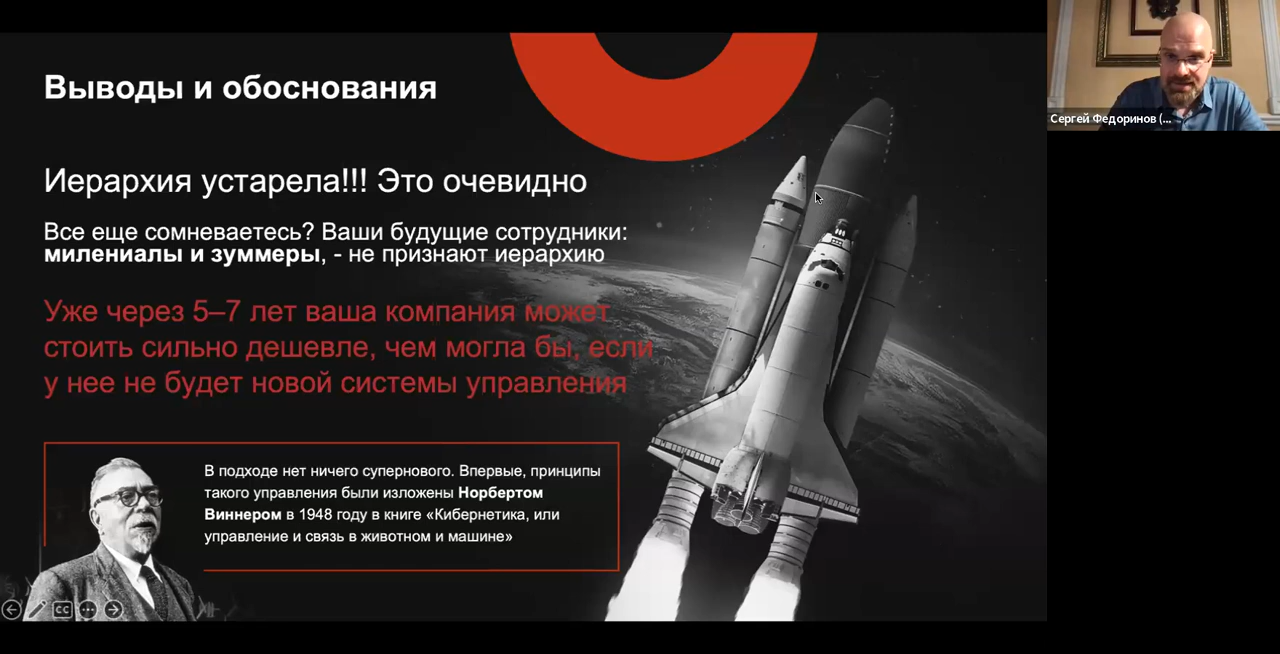 Выводы и обоснования
Иерархия устарела!!! Это очевидно
Все еще сомневаетесь? Ваши будущие сотрудники:
милениалы и зуммеры, - не признают иерархию
Уже через 5–7 лет ваша компания может
стоить сильно дешевле, чем могла бы, если
у нее не будет новой системы управления
В подходе нет ничего супернового. Впервые, принципы
такого управления были изложены Норбертом
Виннером в 1948 году в книге «Кибернетика, или
управление и связь в животном и машине»
CC
Сергей Федоринов (...